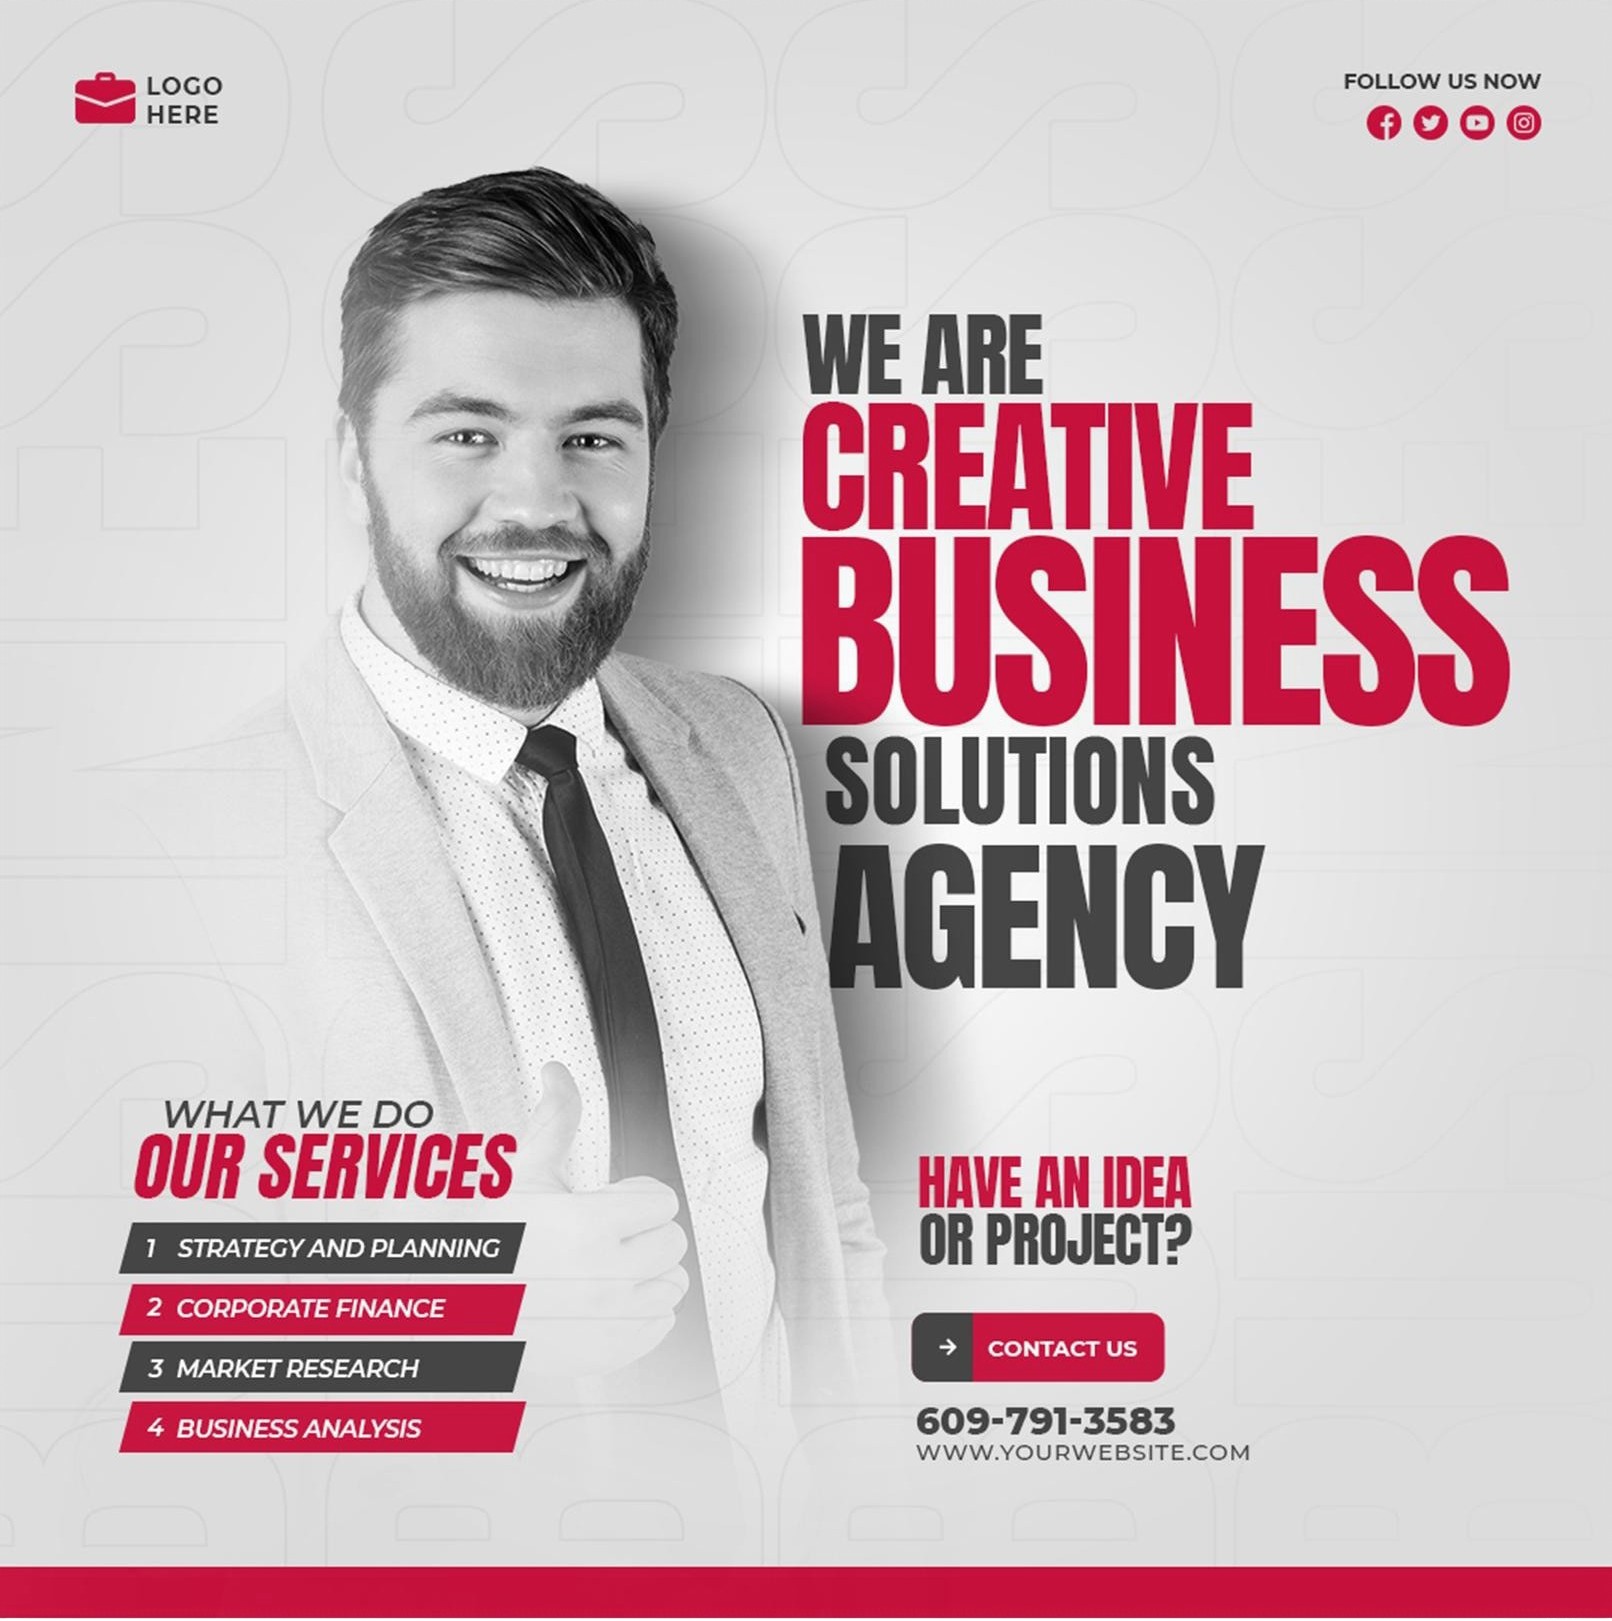 LOGO
HERE
FOLLOW US NOW
WE ARE
CREATIVE
BUSINESS
SOLUTIONS
AGENCY
WHAT WE DO
OUR SERVICES
1 STRATEGY AND PLANNING
2 CORPORATE FINANCE
3 MARKET RESEARCH
4 BUSINESS ANALYSIS
HAVE AN IDEA
OR PROJECT?
CONTACT US
609-791-3583
WWW.YOURWEBSITE.COM